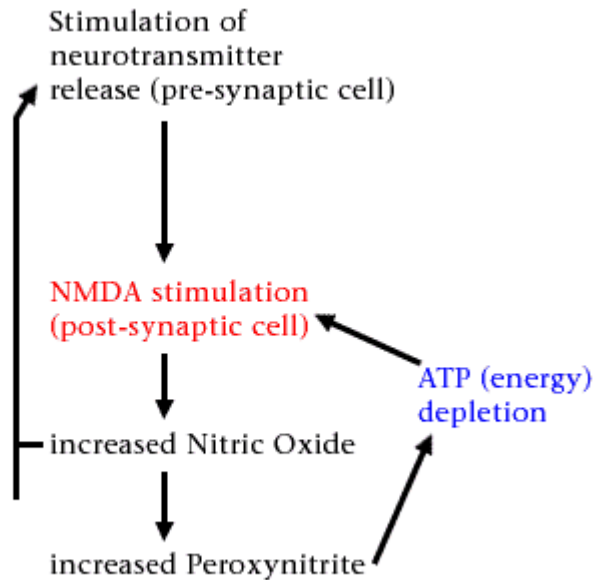 Stimulation of
neurotransmitter
release (pre-synaptic cell)
NMDA stimulation
(post-synaptic cell)
ATP (energy)
depletion
increased Nitric Oxide
increased Peroxynitrite